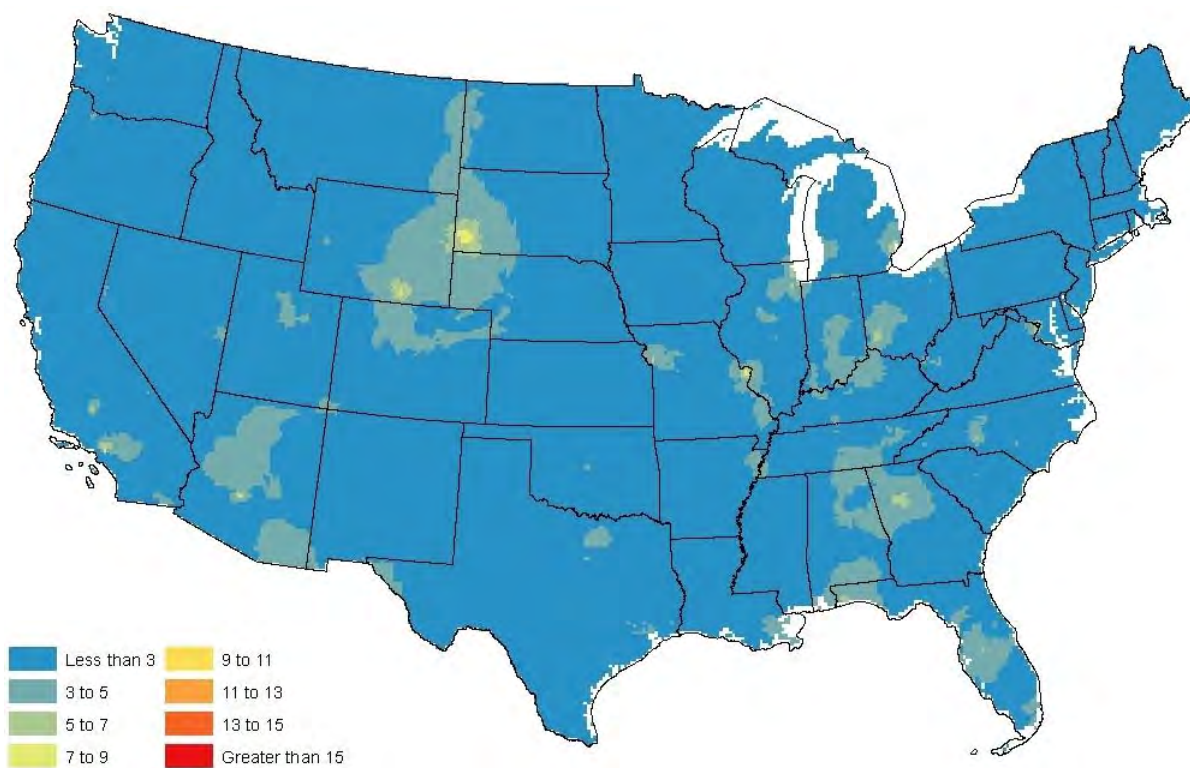 Less than 3
3 to 5
5 to 7
7 to 9
9 to 11
11 to 13
13 to 15
Greater than 15